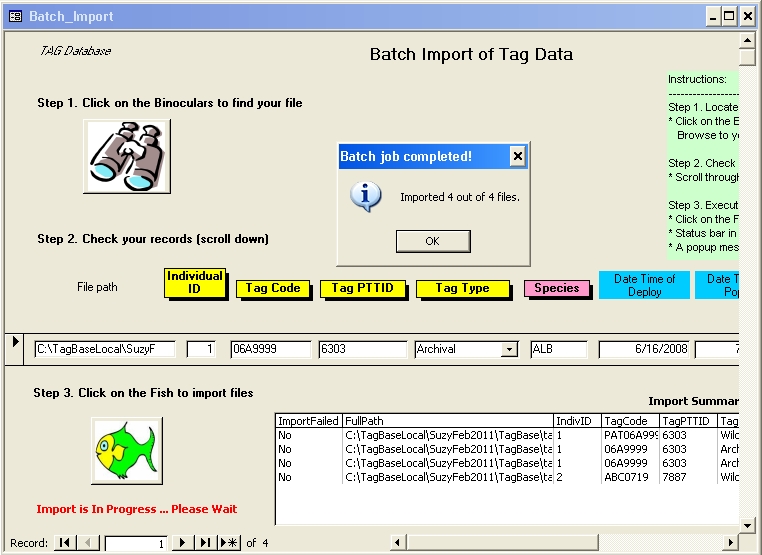 Batch_Import
TAG Database
Batch Import of Tag Data
Step 1. Click on the Binoculars to find your file
Instructions:
Step 1. Locate
* Click on the
Browse to
Step 2. Check
* Scroll through
Step 3. Execut
* Click on the F
* Status bar in
* A popup mes
Batch job completed!
Imported 4 out of 4 files.
OK
Step 2. Check your records (scroll down)
File path
Individual
ID
Tag Code
Tag PTTID
Tag Type
Species
Date Time of
Deploy
Date T
Po
C:\TagBaseLocal\SuzyF 1 06A9999 6303 Archival ALB 6/16/2008 7
Step 3. Click on the Fish to import files
Import is In Progress ... Please Wait
Import Summar
ImportFailed FullPath IndivID TagCode TagPTTID Tag
No C:\TagBaseLocal\SuzyFeb2011\TagBase\ta 1 PAT06A999 6303 Wilc
No C:\TagBaseLocal\SuzyFeb2011\TagBase\ta 1 06A9999 6303 Arch
No C:\TagBaseLocal\SuzyFeb2011\TagBase\ta 1 06A9999 6303 Arch
No C:\TagBaseLocal\SuzyFeb2011\TagBase\ta 2 ABC0719 7887 Wilc
Record: 1 of 4